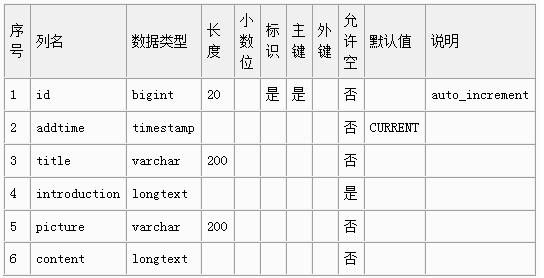 序号 列名 数据类型 长度 小数位 标识 主键 外键 允许空 默认值 说明
1 id bigint 20 是 是 否 auto_increment
2 addtime timestamp 否 CURRENT
3 title varchar 200 否
4 introduction longtext 是
5 picture varchar 200 否
6 content longtext 否